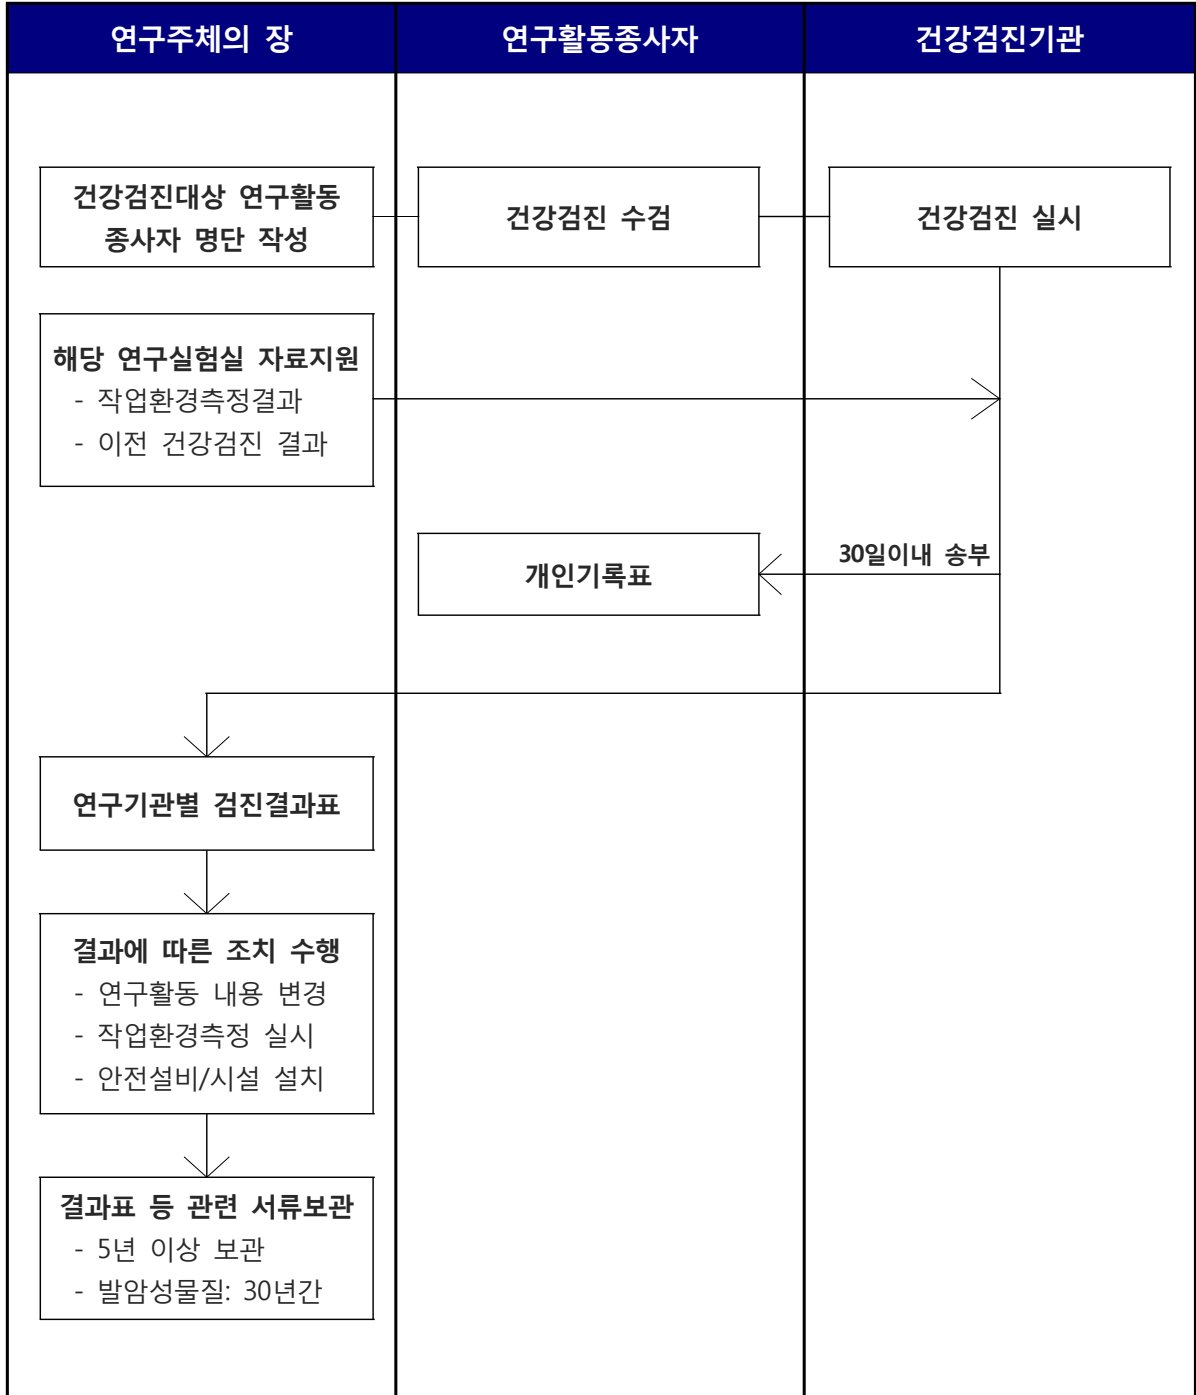 연구주체의 장
연구활동종사자
건강검진기관
건강검진대상 연구활동
종사자 명단 작성
건강검진 수검
건강검진 실시
해당 연구실험실 자료지원
- 작업환경측정결과
- 이전 건강검진 결과
30일이내 송부
개인기록표
연구기관별 검진결과표
결과에 따른 조치 수행
- 연구활동 내용 변경
- 작업환경측정 실시
- 안전설비/시설 설치
결과표 등 관련 서류보관
- 5년 이상 보관
- 발암성물질: 30년간